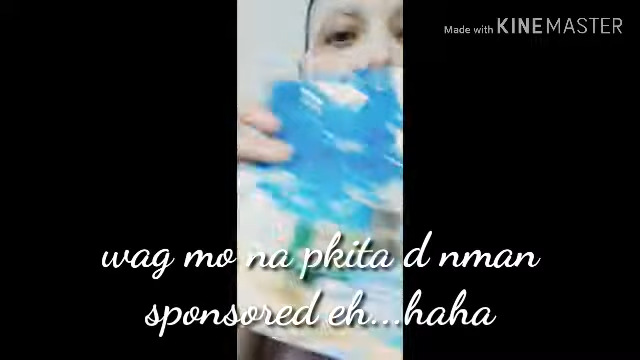 Made with KINEMASTER
wag mo na pkita d nman
sponsored eh...haha